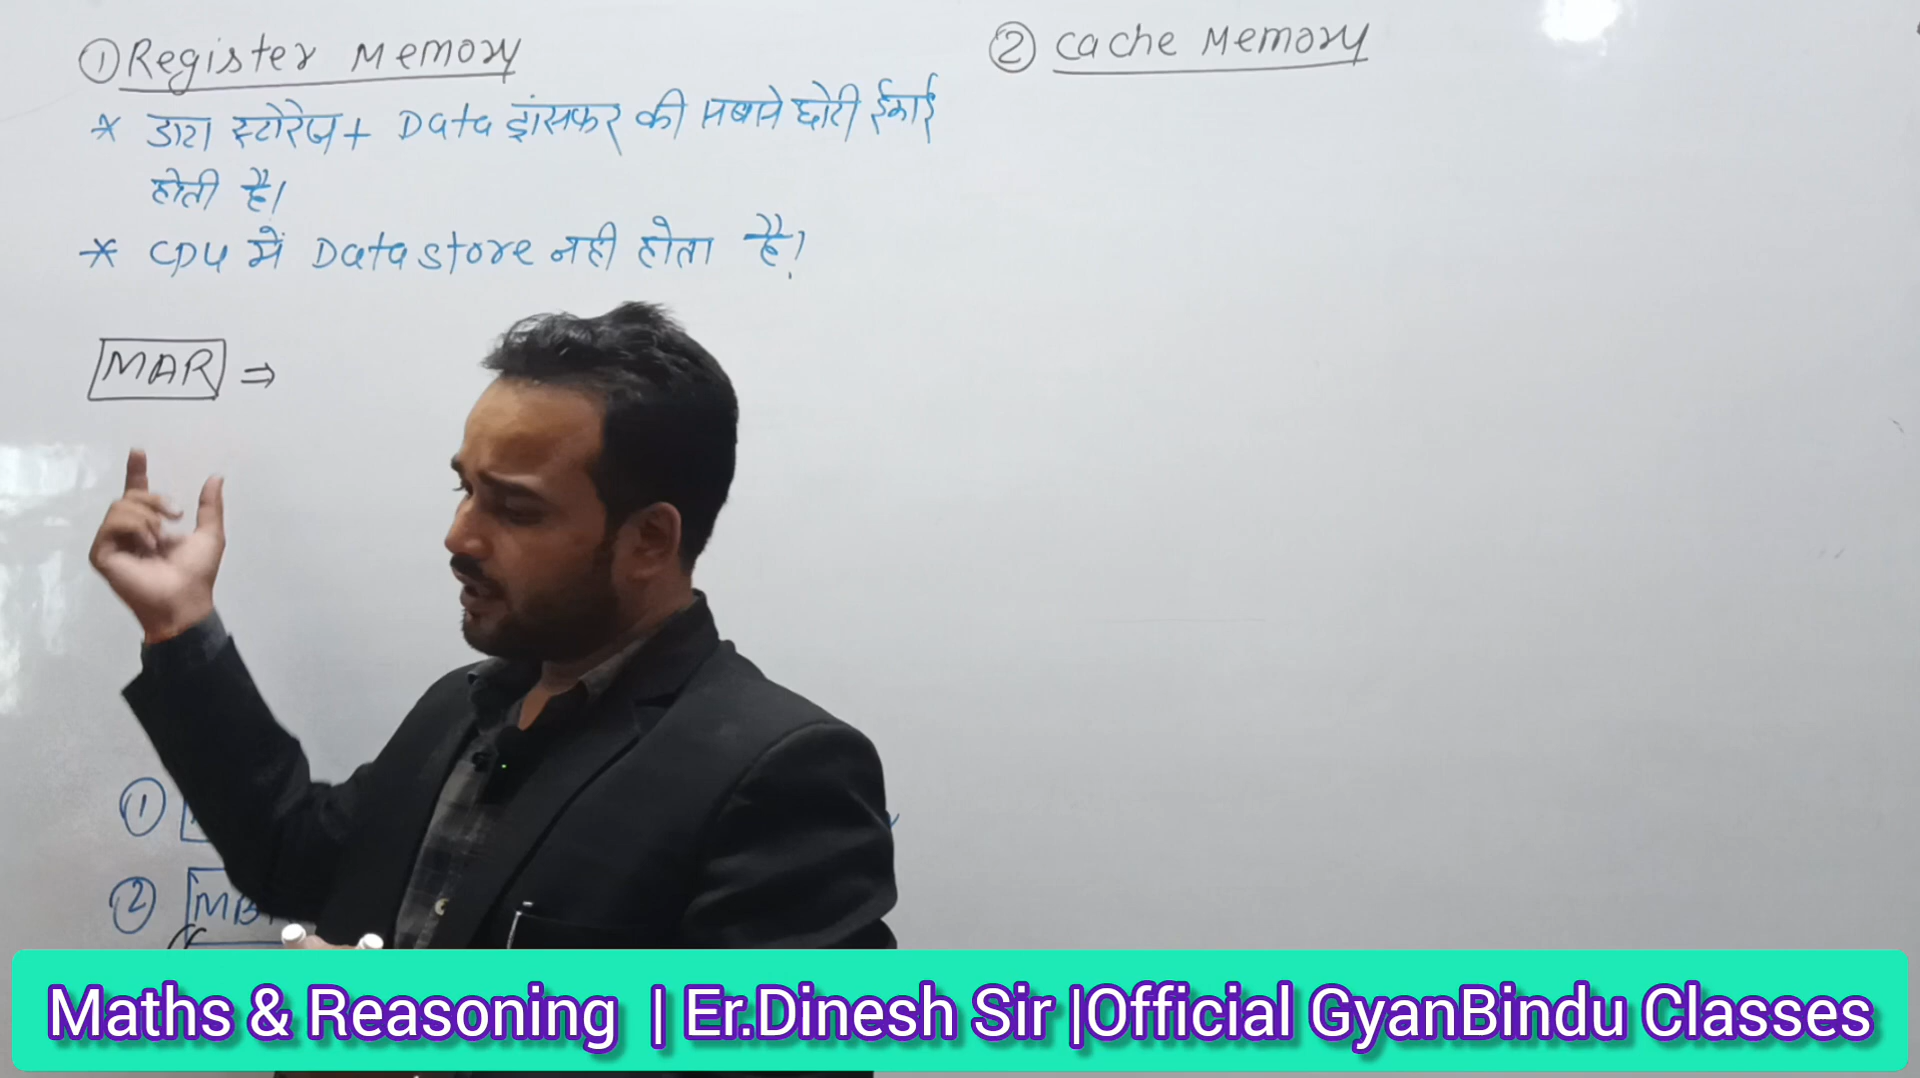 ① Register Memory
* डाटा स्टोरेज + Data ट्रांसफर की सबसे छोटी ईकाई
होती है।
* CPU में Data store नही होता है?
MAR ⇒
①
② MB
② Cache Memory
Maths & Reasoning | Er.Dinesh Sir |Official GyanBindu Classes